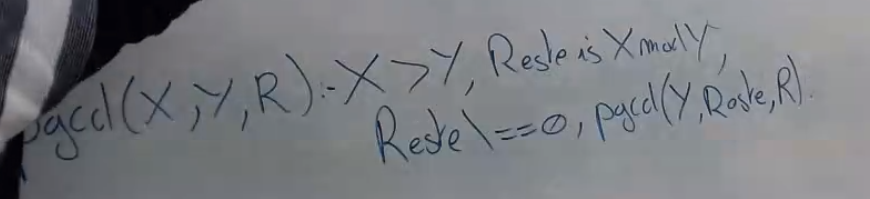 pgcd(X,Y,R):-X>Y, Reste is X mod Y,
Reste\==0, pgcd(Y,Reste,R).